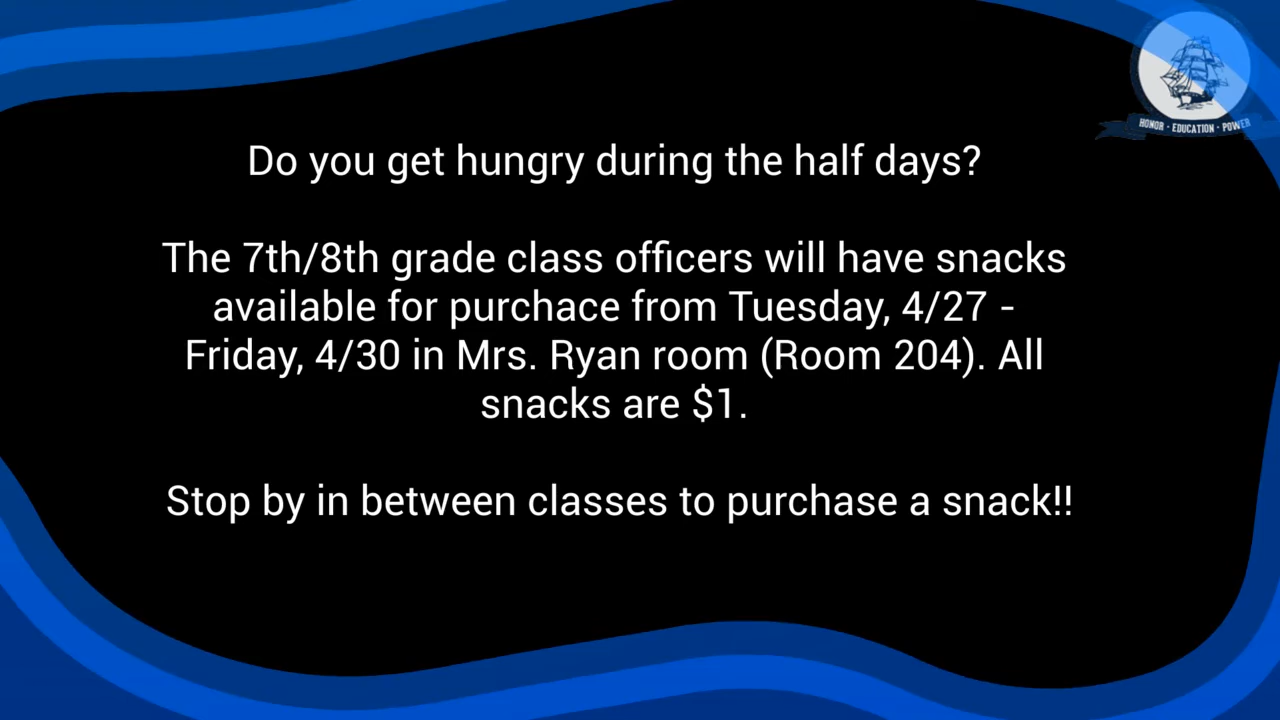 HONOR · EDUCATION · POWER
Do you get hungry during the half days?
The 7th/8th grade class officers will have snacks
available for purchace from Tuesday, 4/27 -
Friday, 4/30 in Mrs. Ryan room (Room 204). All
snacks are $1.
Stop by in between classes to purchase a snack!!